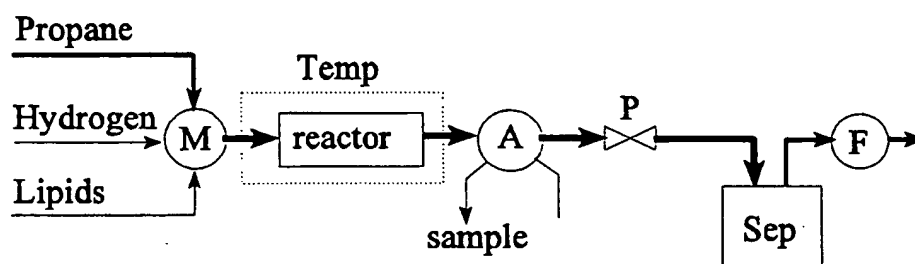 Propane
Temp
P
Hydrogen
M
reactor
A
F
Lipids
sample
Sep